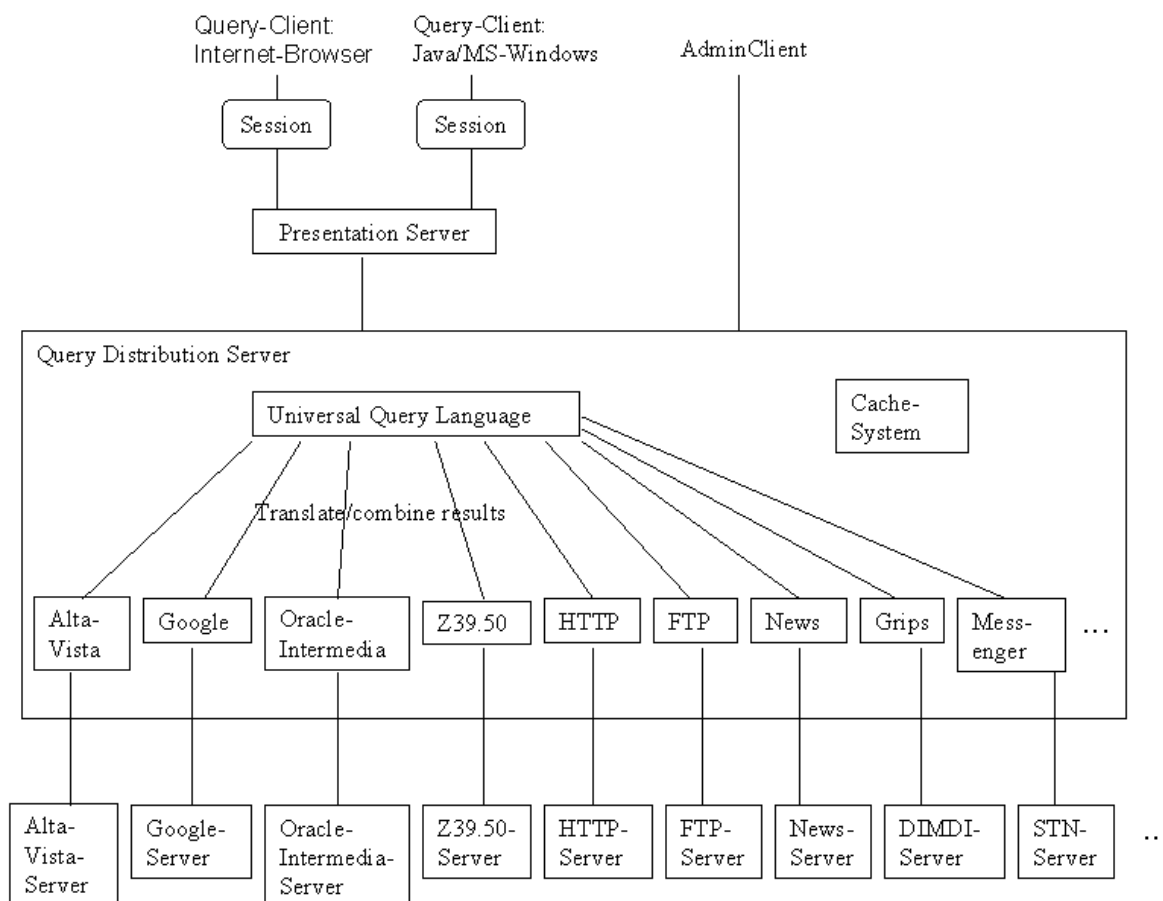 Query-Client:
Internet-Browser
Query-Client:
Java/MS-Windows
AdminClient
Session
Session
Presentation Server
Query Distribution Server
Universal Query Language
Cache-
System
Translate/combine results
Alta-
Vista
Google
Oracle-
Intermedia
Z39.50
HTTP
FTP
News
Grips
Mess-
enger
...
Alta-
Vista-
Server
Google-
Server
Oracle-
Intermedia-
Server
Z39.50-
Server
HTTP-
Server
FTP-
Server
News-
Server
DIMDI-
Server
STN-
Server
...